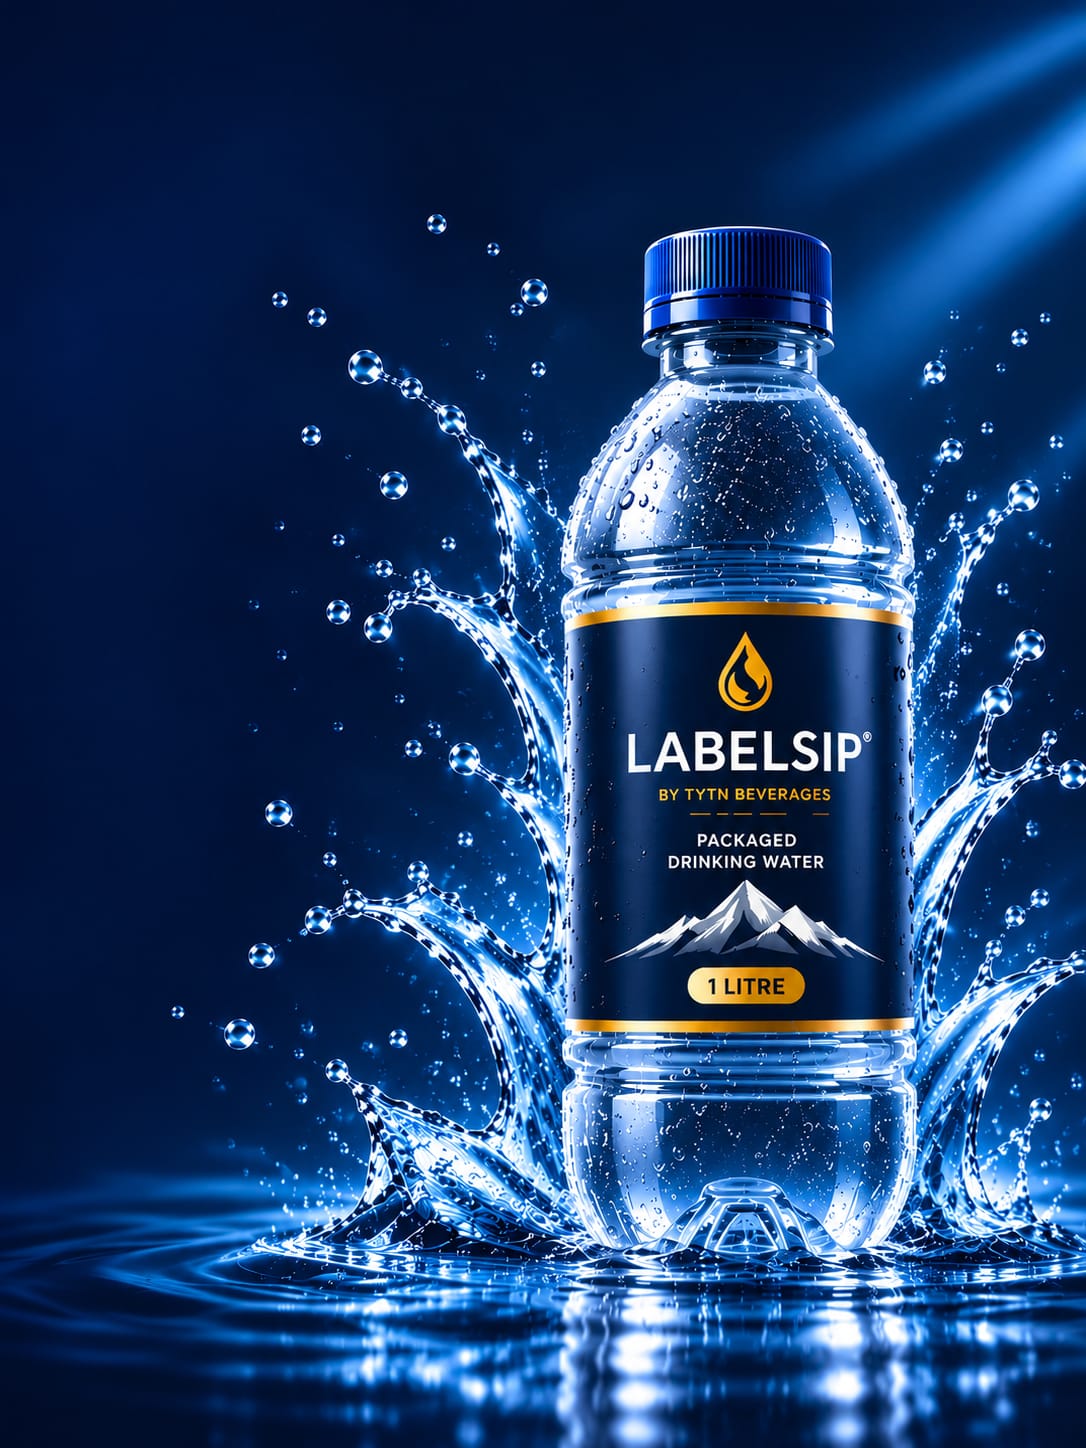 LABELSIP®
BY TYTN BEVERAGES
PACKAGED
DRINKING WATER
1 LITRE